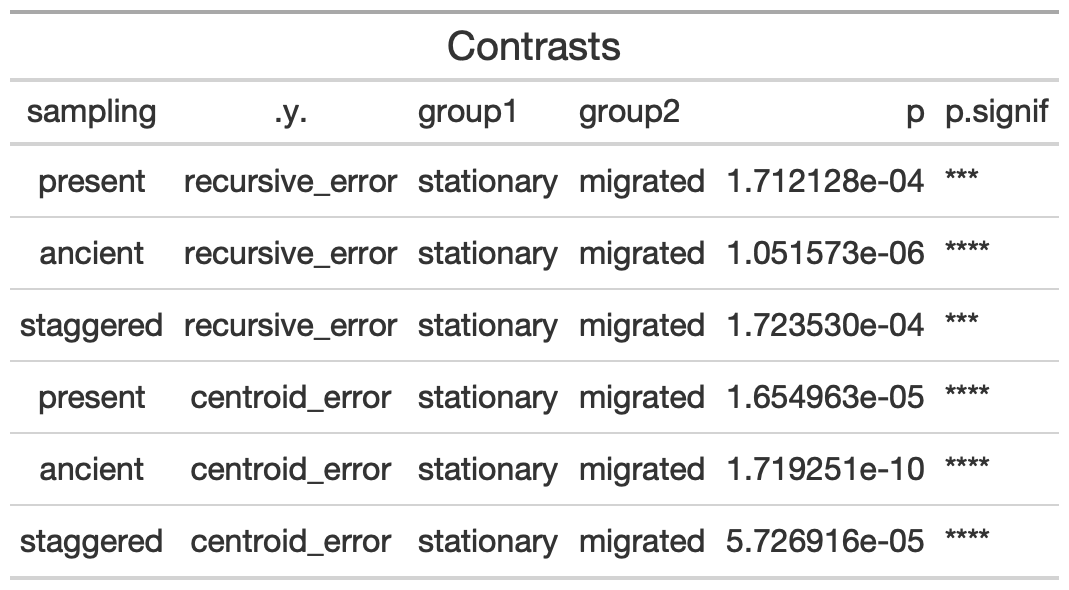 Contrasts
sampling .y. group1 group2 p p.signif
present recursive_error stationary migrated 1.712128e-04 ***
ancient recursive_error stationary migrated 1.051573e-06 ****
staggered recursive_error stationary migrated 1.723530e-04 ***
present centroid_error stationary migrated 1.654963e-05 ****
ancient centroid_error stationary migrated 1.719251e-10 ****
staggered centroid_error stationary migrated 5.726916e-05 ****